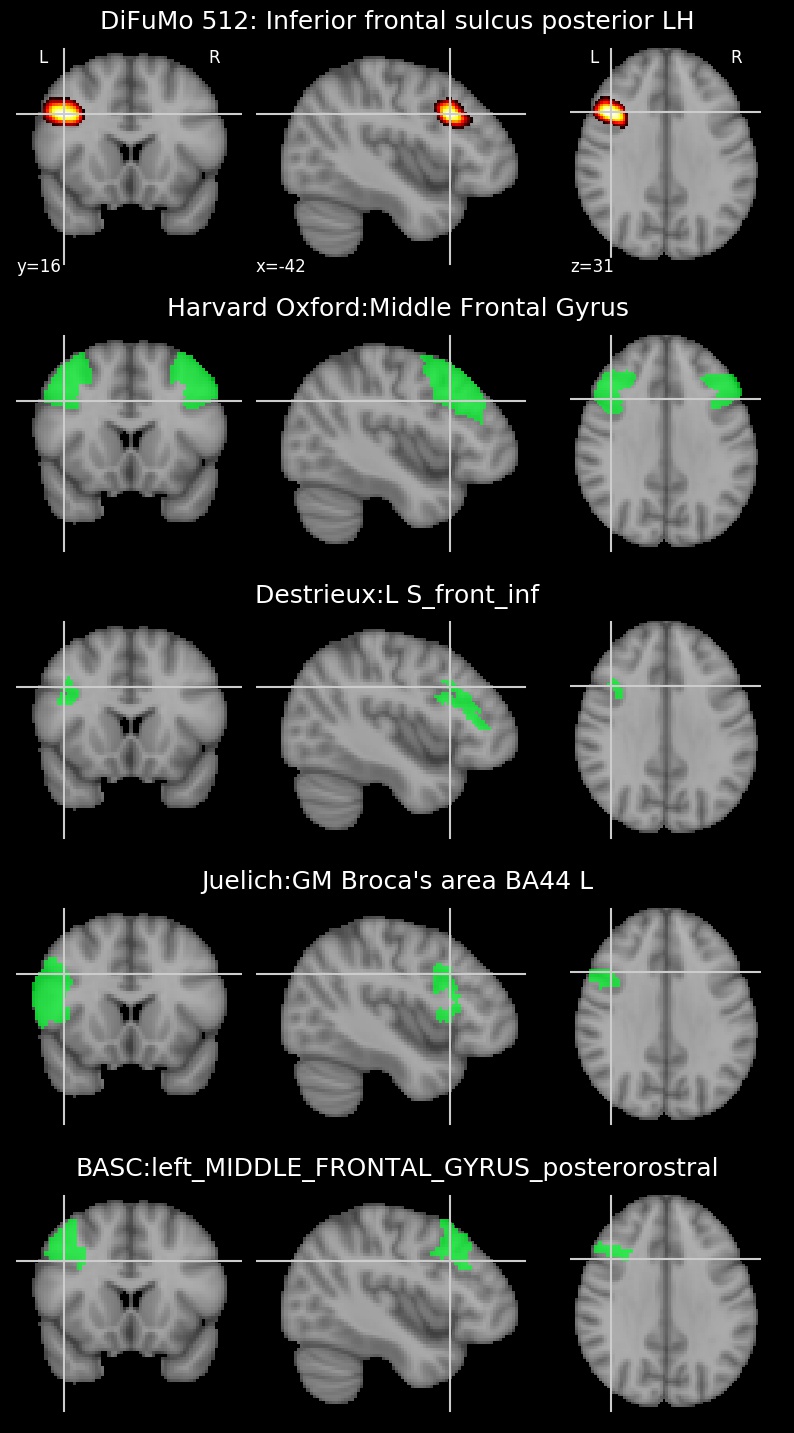 DiFuMo 512: Inferior frontal sulcus posterior LH
L R L R
y=16 x=-42 z=31
Harvard Oxford:Middle Frontal Gyrus
Destrieux:L S_front_inf
Juelich:GM Broca's area BA44 L
BASC:left_MIDDLE_FRONTAL_GYRUS_posterorostral